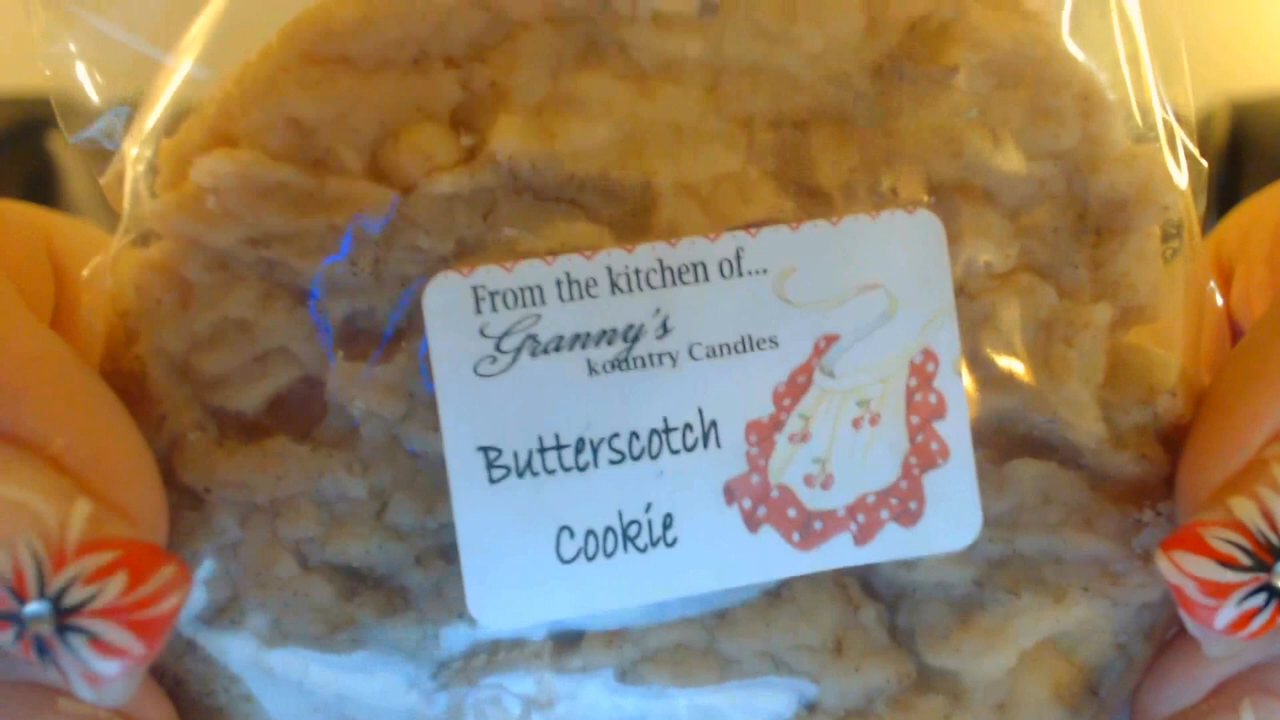 From the kitchen of...
Granny's
kountry Candles
Butterscotch
Cookie